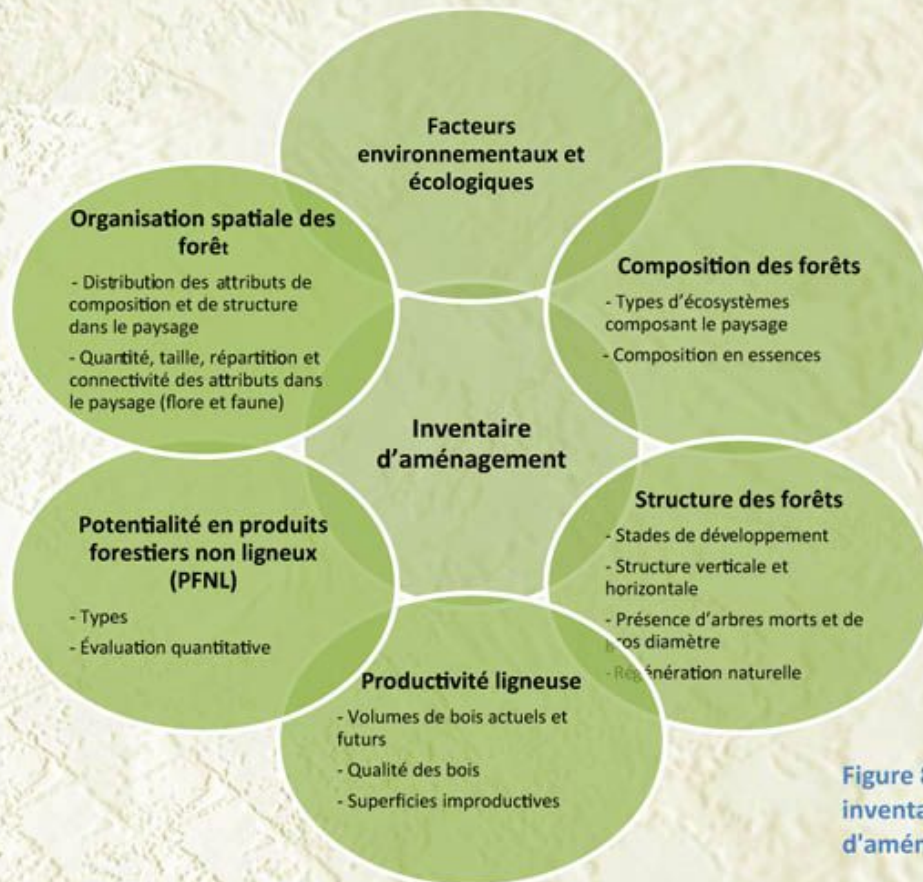 Facteurs
environnementaux et
écologiques
Organisation spatiale des
forêt
- Distribution des attributs de
composition et de structure
dans le paysage
- Quantité, taille, répartition et
connectivité des attributs dans
le paysage (flore et faune)
Composition des forêts
- Types d'écosystèmes
composant le paysage
- Composition en essences
Inventaire
d'aménagement
Structure des forêts
- Stades de développement
- Structure verticale et
horizontale
- Présence d'arbres morts et de
gros diamètre
- Régénération naturelle
Potentialité en produits
forestiers non ligneux
(PFNL)
- Types
- Évaluation quantitative
Productivité ligneuse
- Volumes de bois actuels et
futurs
- Qualité des bois
- Superficies improductives
Figure